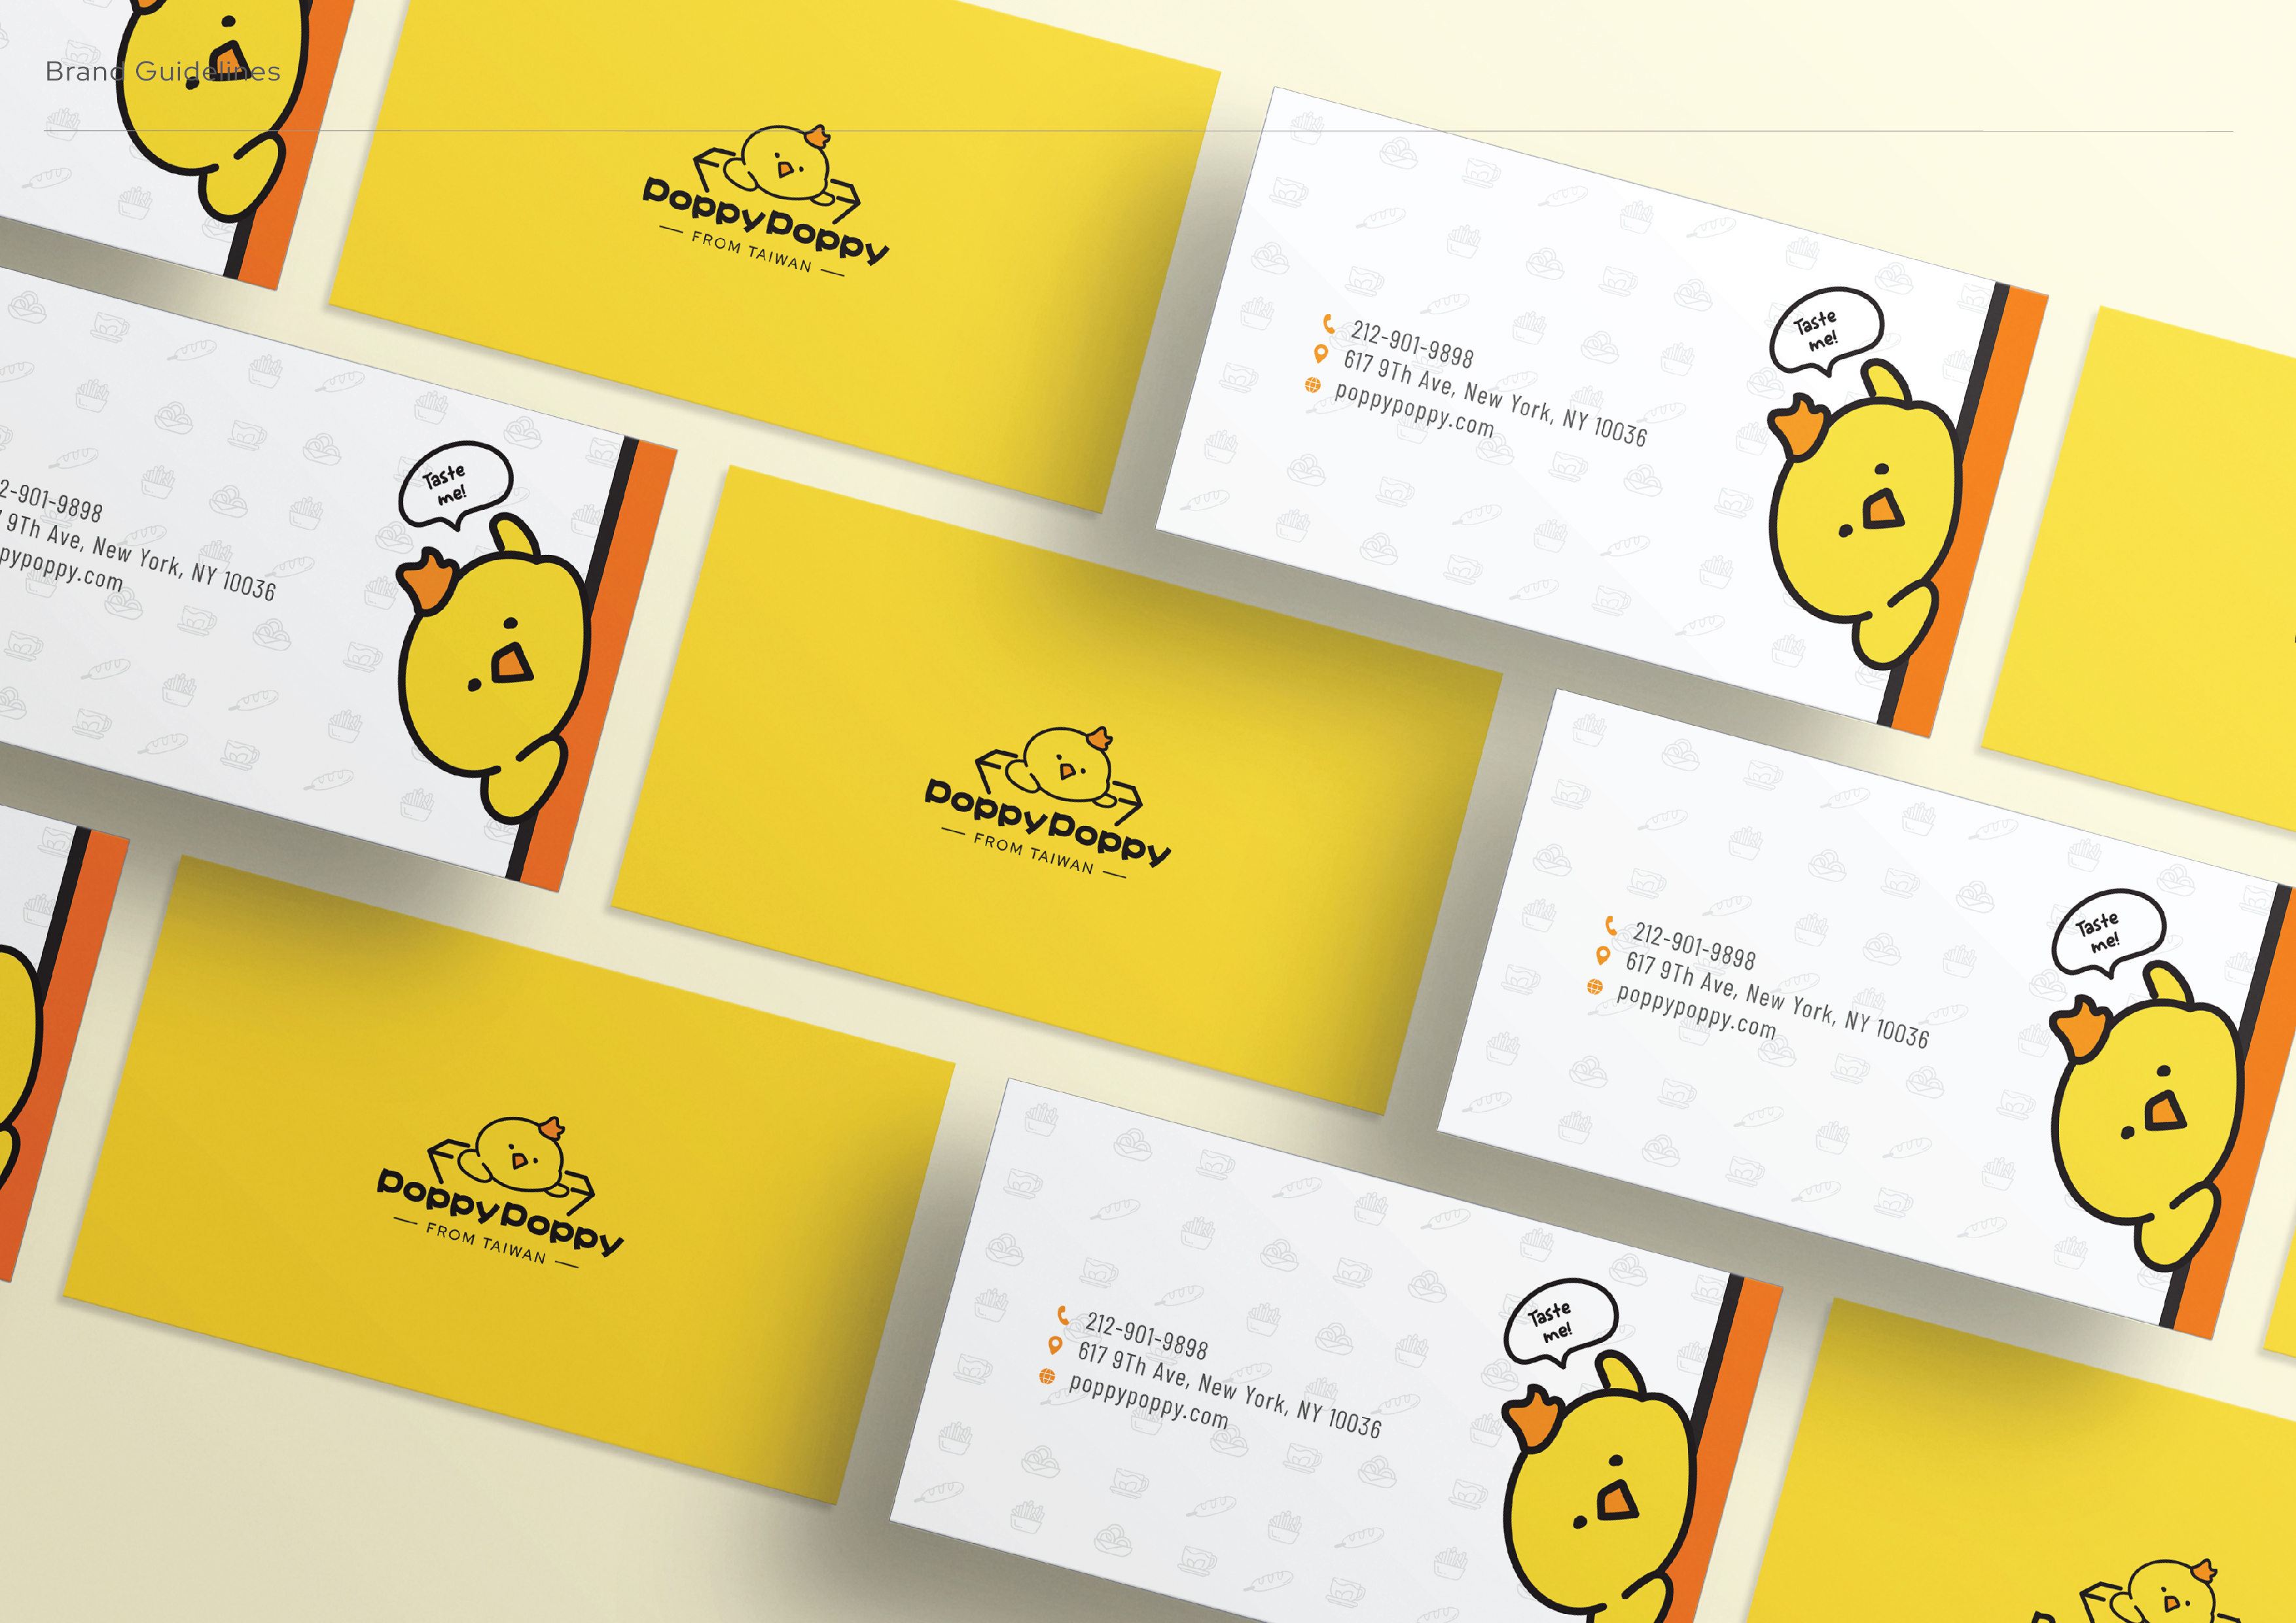 Brand Guidelines
PoppyPoppy
FROM TAIWAN
Taste
me!
212-901-9898
617 9Th Ave, New York, NY 10036
poppypoppy.com
Taste
me!
2-901-9898
9Th Ave, New York, NY 10036
pypoppy.com
PoppyPoppy
FROM TAIWAN
Taste
me!
212-901-9898
617 9Th Ave, New York, NY 10036
poppypoppy.com
PoppyPoppy
FROM TAIWAN
Taste
me!
212-901-9898
617 9Th Ave, New York, NY 10036
poppypoppy.com